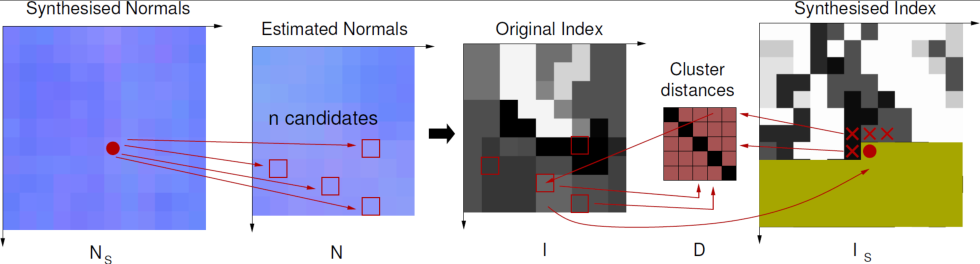 Synthesised Normals
Estimated Normals
Original Index
Synthesised Index
Cluster
distances
n candidates
N S
N
I
D
I S